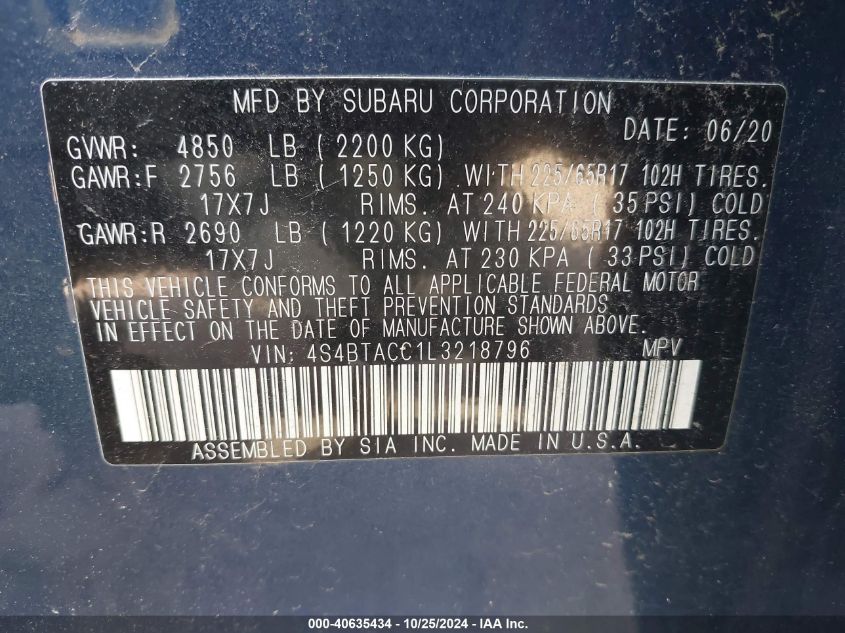 MFD BY SUBARU CORPORATION
DATE: 06/20
GVWR: 4850 LB ( 2200 KG)
GAWR:F 2756 LB ( 1250 KG) WITH 225/65R17 102H TIRES.
17X7J RIMS. AT 240 KPA ( 35 PSI) COLD
GAWR:R 2690 LB ( 1220 KG) WITH 225/65R17 102H TIRES.
17X7J RIMS. AT 230 KPA ( 33 PSI) COLD
THIS VEHICLE CONFORMS TO ALL APPLICABLE FEDERAL MOTOR
VEHICLE SAFETY AND THEFT PREVENTION STANDARDS
IN EFFECT ON THE DATE OF MANUFACTURE SHOWN ABOVE.
VIN: 4S4BTACC1L3218796 MPV
ASSEMBLED BY SIA INC. MADE IN U.S.A.
000-40635434 - 10/25/2024 - IAA Inc.